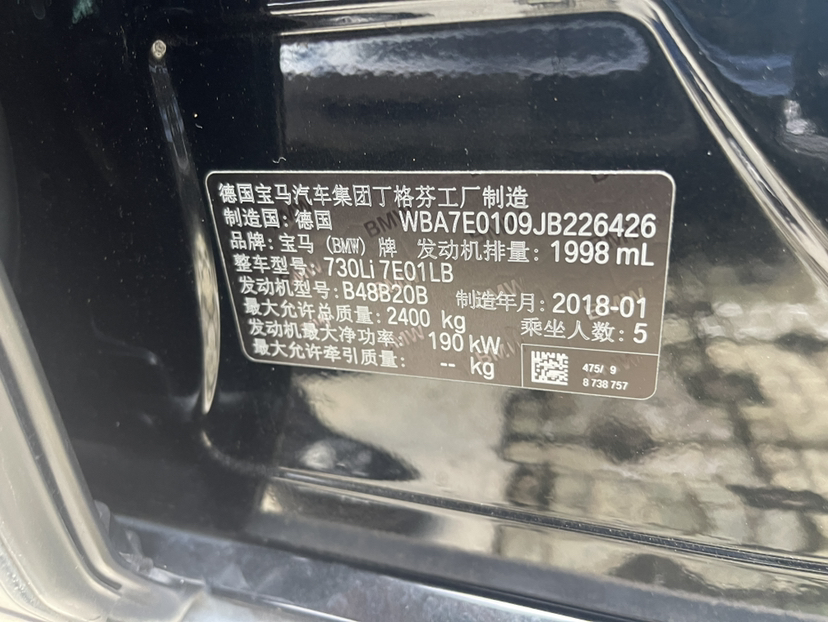 德国宝马汽车集团丁格芬工厂制造
制造国: 德国 WBA7E0109JB226426
品牌: 宝马 (BMW) 牌 发动机排量: 1998 mL
整车型号: 730Li 7E01LB
发动机型号: B48B20B 制造年月: 2018-01
最大允许总质量: 2400 kg 乘坐人数: 5
发动机最大净功率: 190 kW
最大允许牵引质量: -- kg
475/ 9
8 738 757